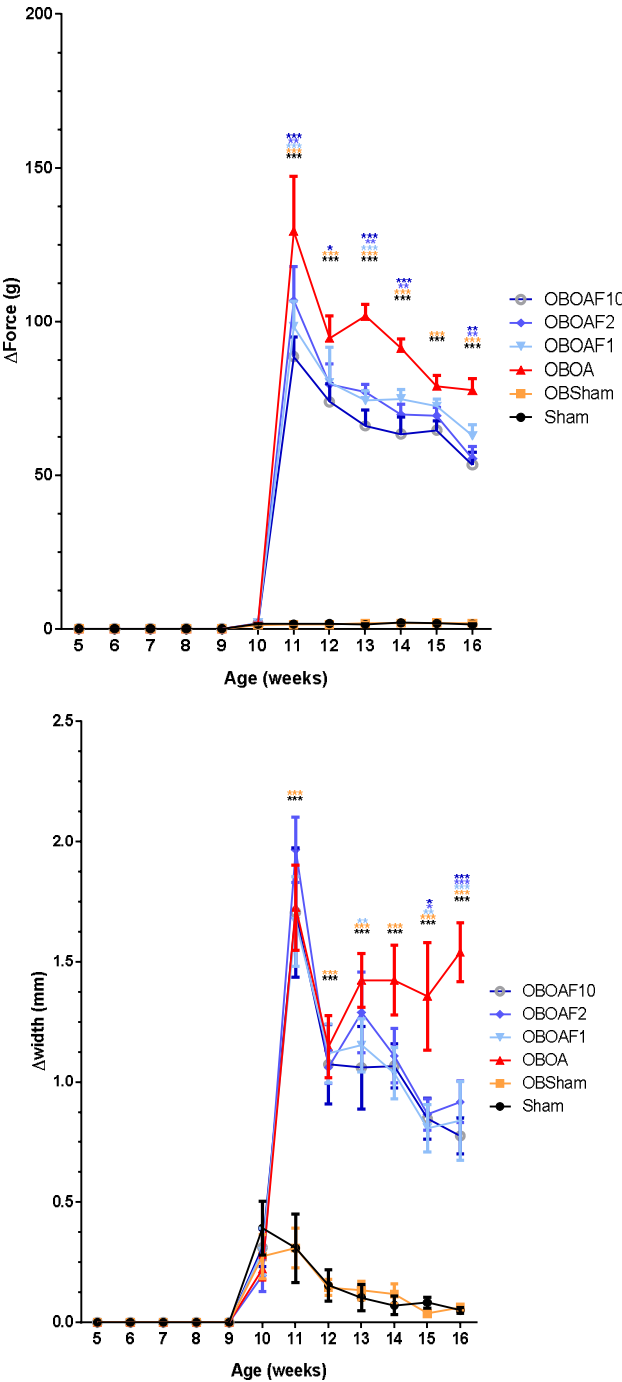 200
150
100
50
0
ΔForce (g)
***
**
***
***
***
*
***
***
***
**
***
***
***
***
**
***
***
***
***
**
**
***
***
5 6 7 8 9 10 11 12 13 14 15 16
Age (weeks)
OBOAF10
OBOAF2
OBOAF1
OBOA
OBSham
Sham
2.5
2.0
1.5
1.0
0.5
0.0
Δwidth (mm)
***
***
***
***
**
***
***
***
***
*
*
**
***
***
***
***
***
***
***
5 6 7 8 9 10 11 12 13 14 15 16
Age (weeks)
OBOAF10
OBOAF2
OBOAF1
OBOA
OBSham
Sham